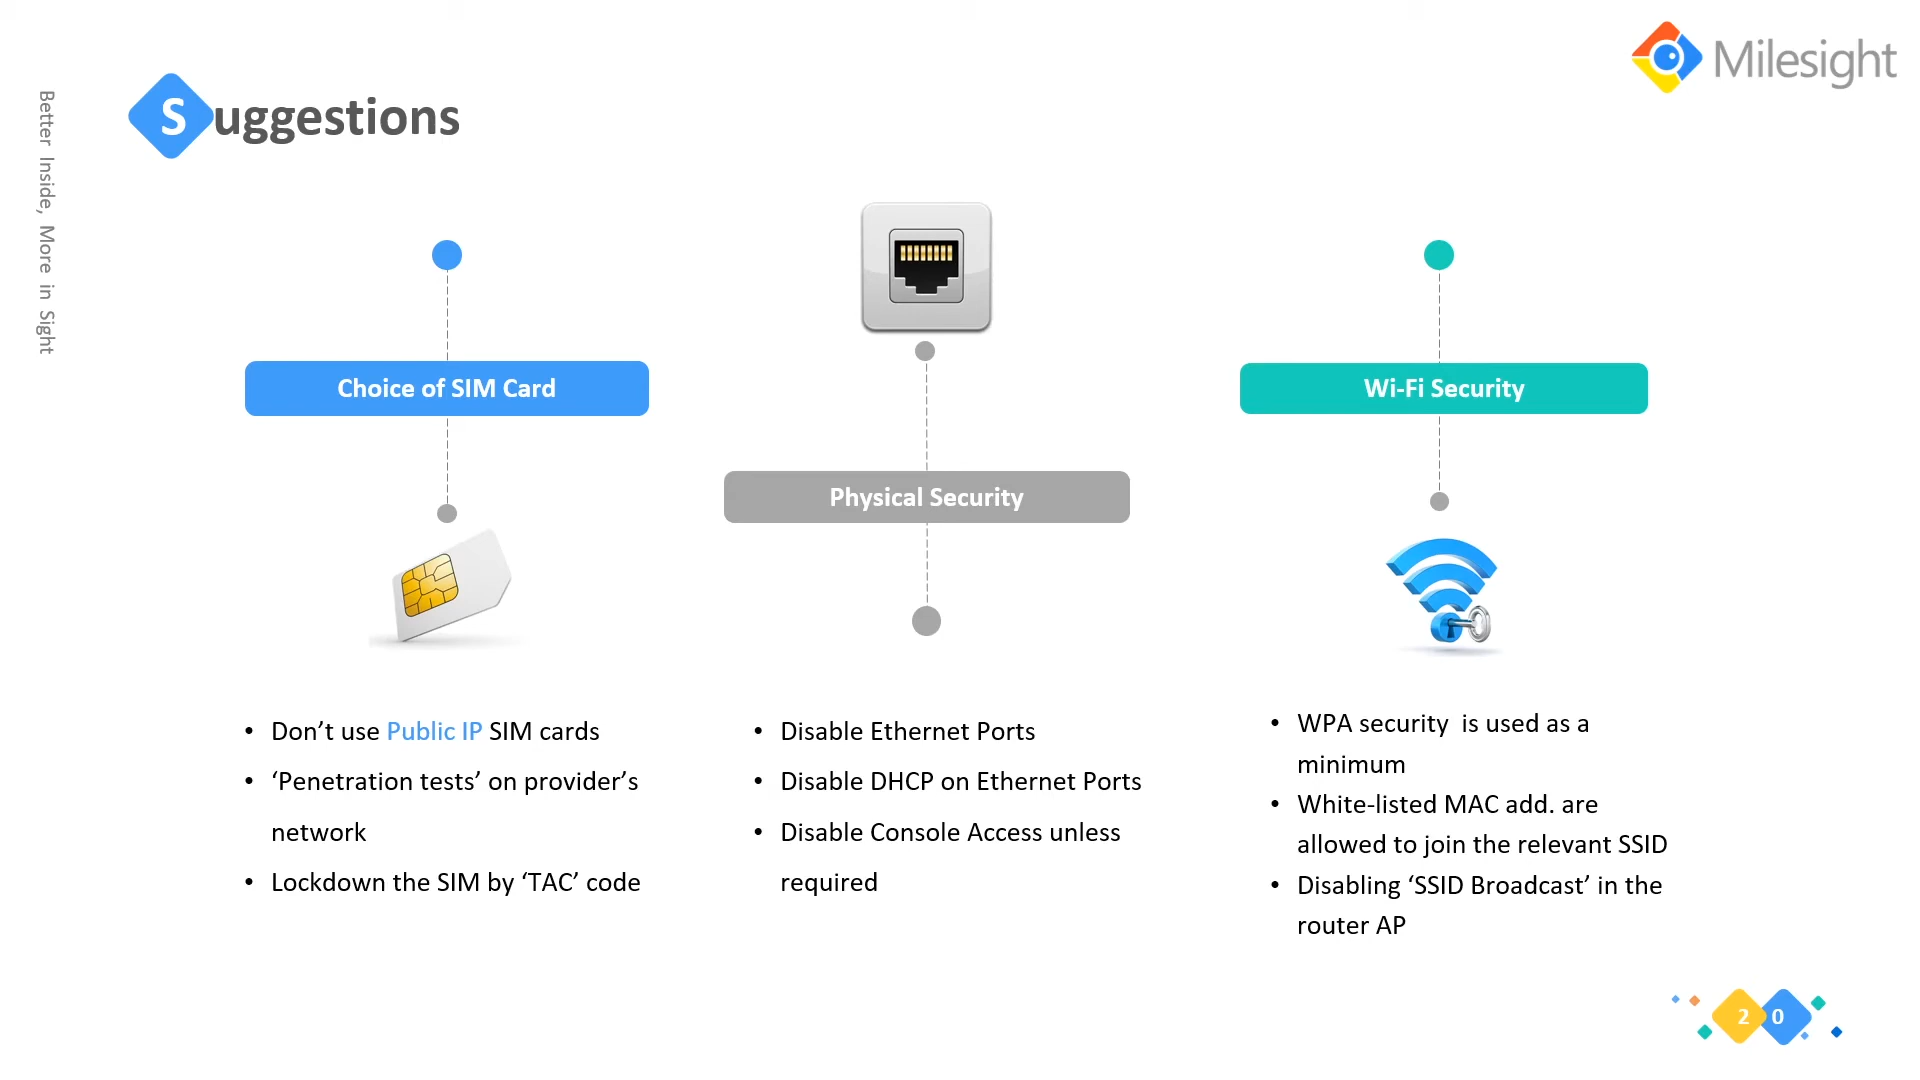 Milesight
Better Inside, More in Sight
Suggestions
Choice of SIM Card
• Don’t use Public IP SIM cards
• ‘Penetration tests’ on provider’s
network
• Lockdown the SIM by ‘TAC’ code
Physical Security
• Disable Ethernet Ports
• Disable DHCP on Ethernet Ports
• Disable Console Access unless
required
Wi-Fi Security
• WPA security  is used as a
minimum
• White-listed MAC add. are
allowed to join the relevant SSID
• Disabling ‘SSID Broadcast’ in the
router AP
2 0